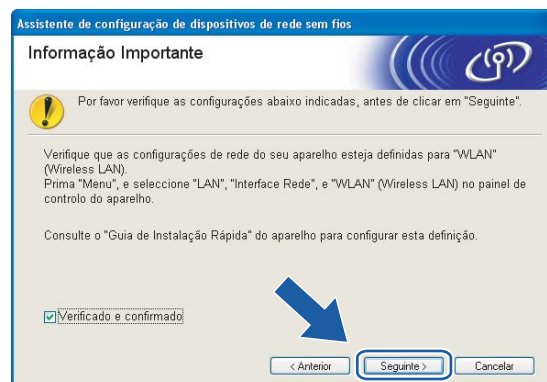 Assistente de configuração de dispositivos de rede sem fios
Informação Importante
Por favor verifique as configurações abaixo indicadas, antes de clicar em "Seguinte".
Verifique que as configurações de rede do seu aparelho esteja definidas para "WLAN"
(Wireless LAN).
Prima "Menu", e seleccione "LAN", "Interface Rede", e "WLAN" (Wireless LAN) no painel de
controlo do aparelho.
Consulte o "Guia de Instalação Rápida" do aparelho para configurar esta definição.
Verificado e confirmado
< Anterior Seguinte > Cancelar